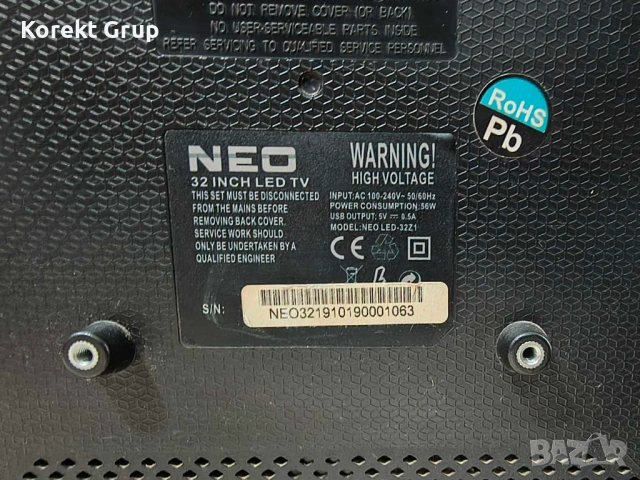 Korekt Grup
DO NOT REMOVE COVER (OR BACK)
NO USER-SERVICEABLE PARTS INSIDE
REFER SERVICING TO QUALIFIED SERVICE PERSONNEL
RoHS
Pb
NEO
32 INCH LED TV
THIS SET MUST BE DISCONNECTED
FROM THE MAINS BEFORE
REMOVING BACK COVER.
SERVICE WORK SHOULD
ONLY BE UNDERTAKEN BY A
QUALIFIED ENGINEER
WARNING!
HIGH VOLTAGE
INPUT: AC 100-240V~ 50/60Hz
POWER CONSUMPTION: 56W
USB OUTPUT: 5V ⎓ 0.5A
MODEL: NEO LED-32Z1
CE
S/N:
NEO321910190001063
BAZAR